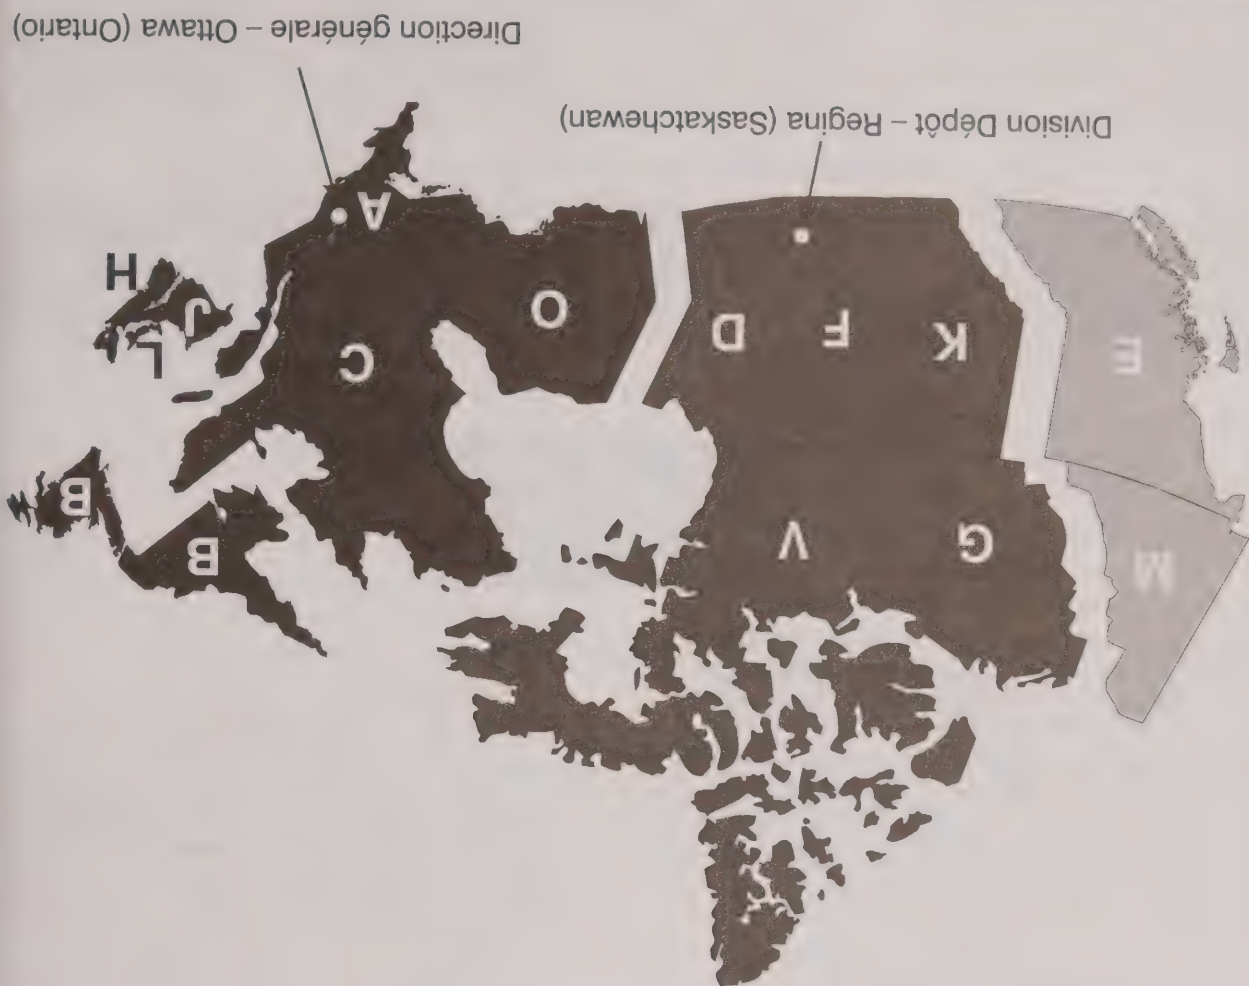 M
G
V
B
B
E
K
F
D
O
C
L
J
H
A
Division Dépôt – Regina (Saskatchewan)
Direction générale – Ottawa (Ontario)